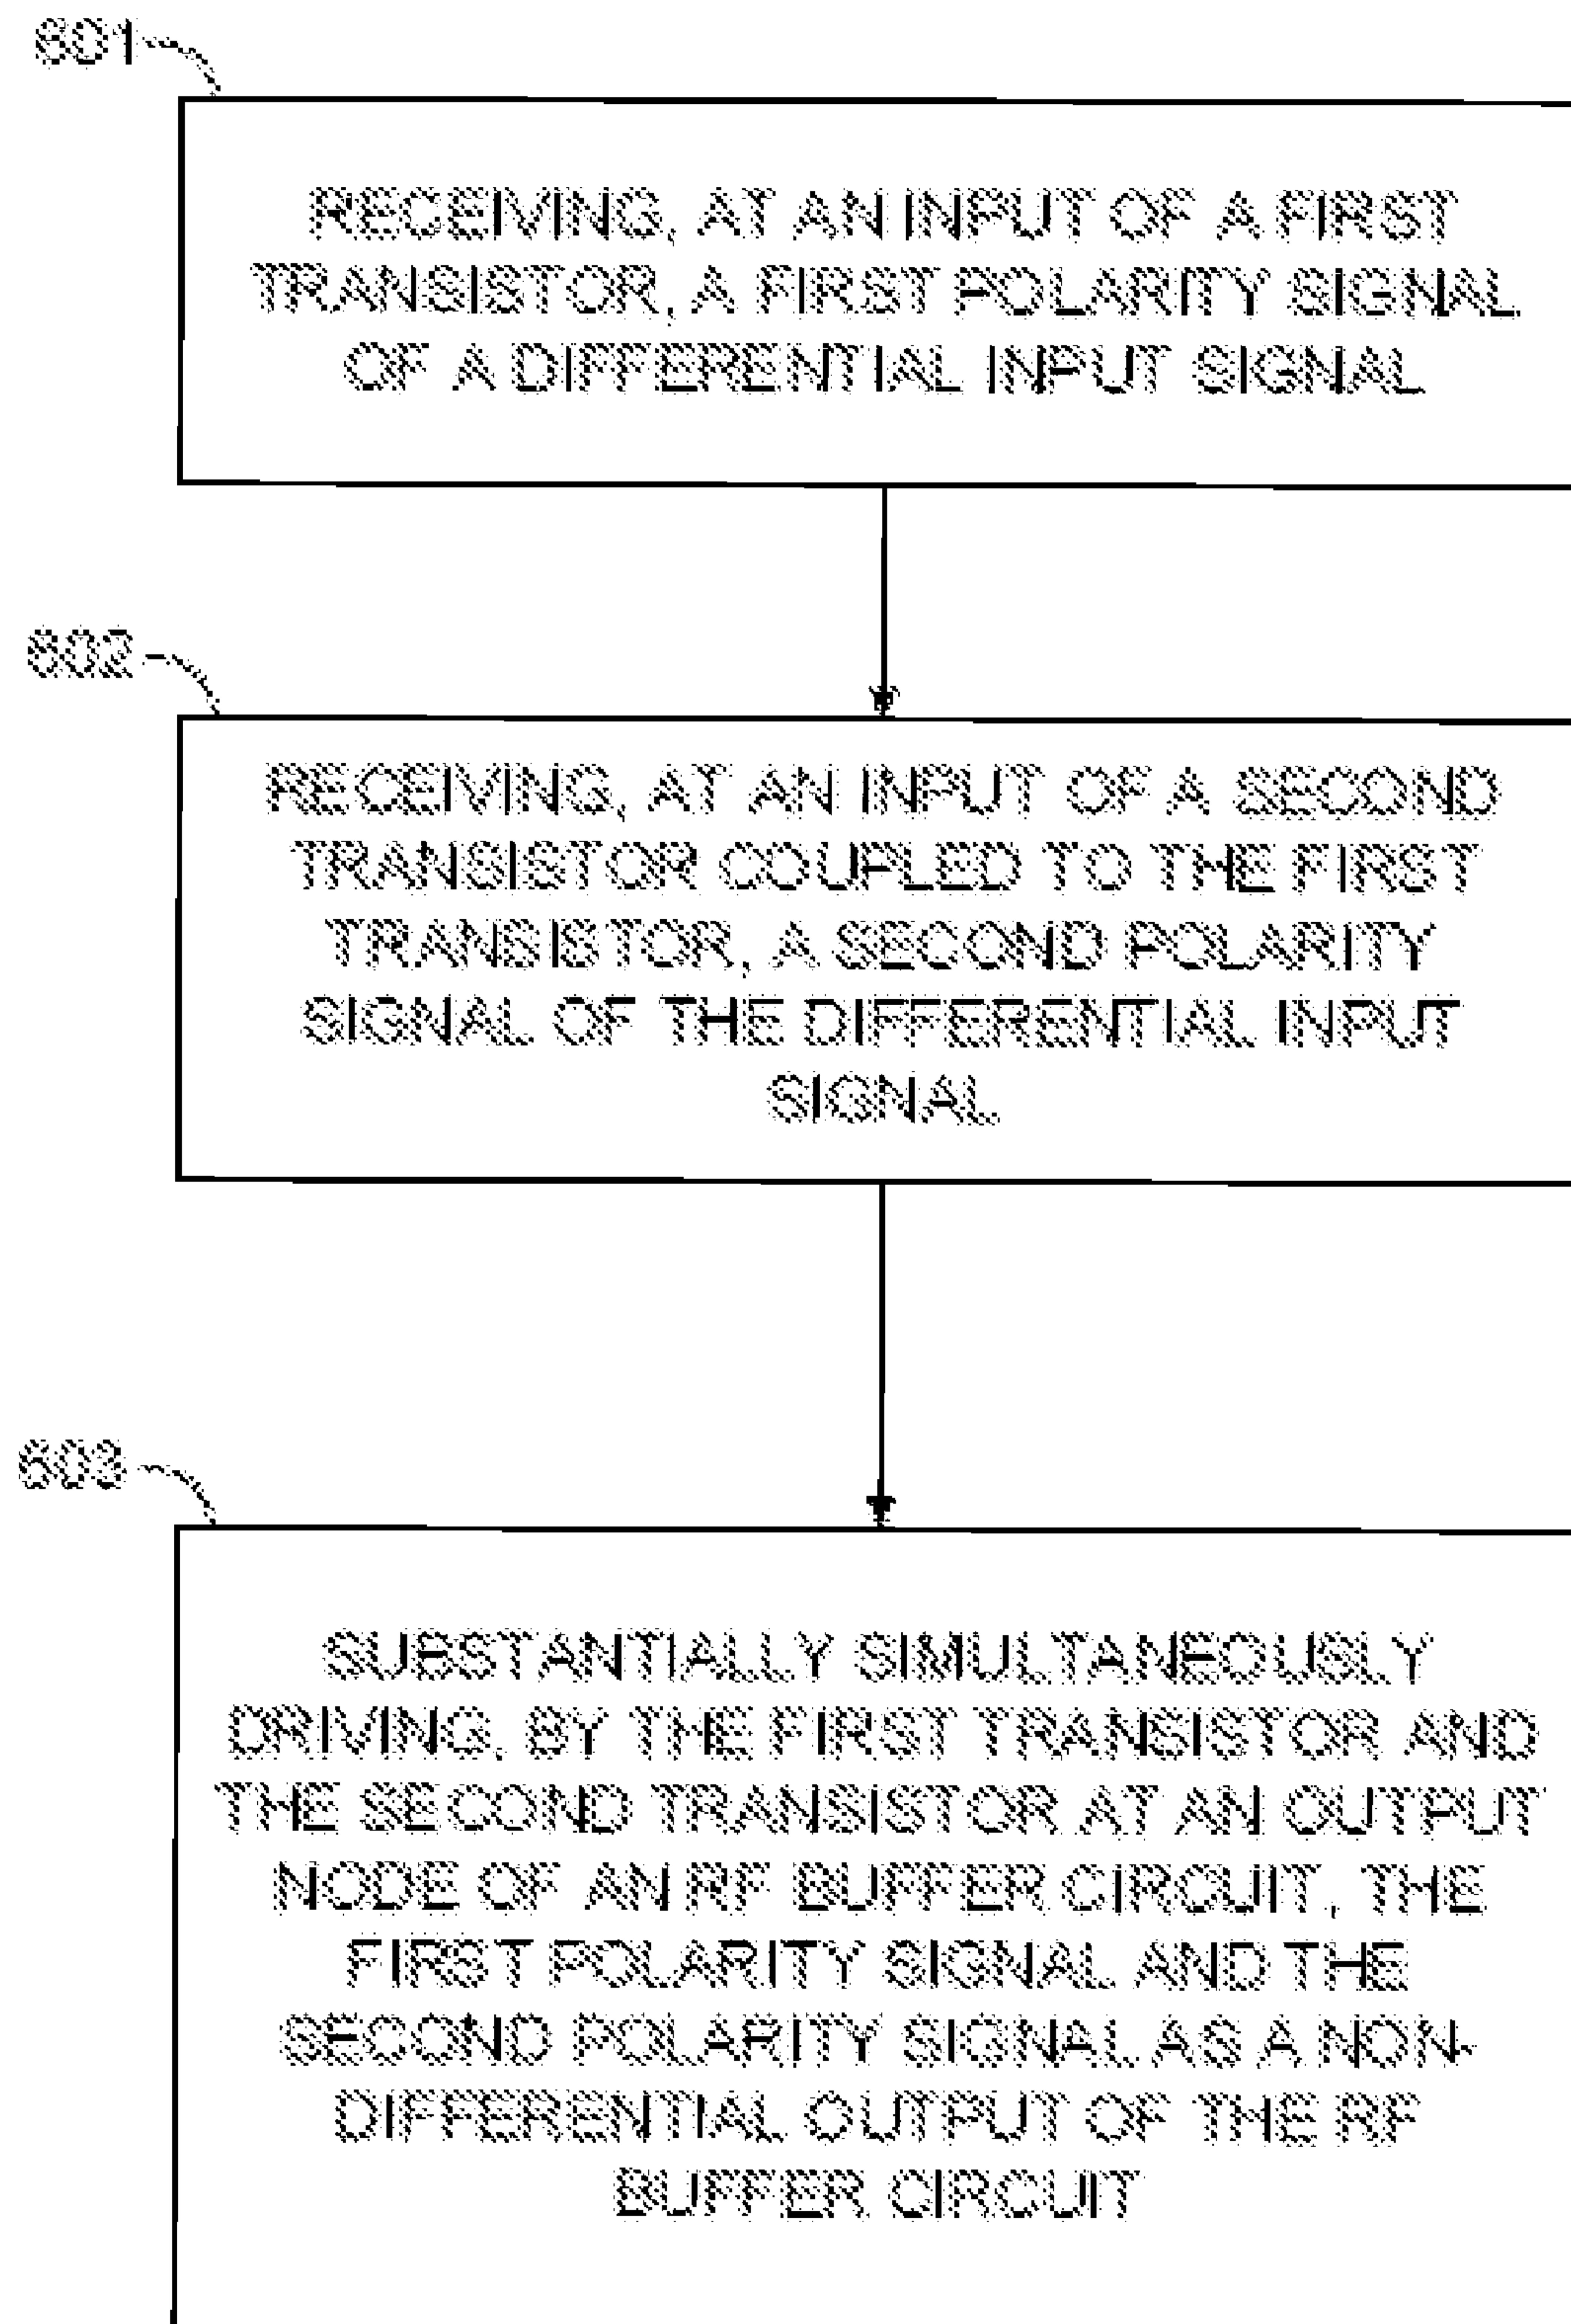 601
RECEIVING, AT AN INPUT OF A FIRST
TRANSISTOR, A FIRST POLARITY SIGNAL
OF A DIFFERENTIAL INPUT SIGNAL
602
RECEIVING, AT AN INPUT OF A SECOND
TRANSISTOR COUPLED TO THE FIRST
TRANSISTOR, A SECOND POLARITY
SIGNAL OF THE DIFFERENTIAL INPUT
SIGNAL
603
SUBSTANTIALLY SIMULTANEOUSLY
DRIVING, BY THE FIRST TRANSISTOR AND
THE SECOND TRANSISTOR AT AN OUTPUT
NODE OF AN RF BUFFER CIRCUIT, THE
FIRST POLARITY SIGNAL AND THE
SECOND POLARITY SIGNAL AS A NON-
DIFFERENTIAL OUTPUT OF THE RF
BUFFER CIRCUIT